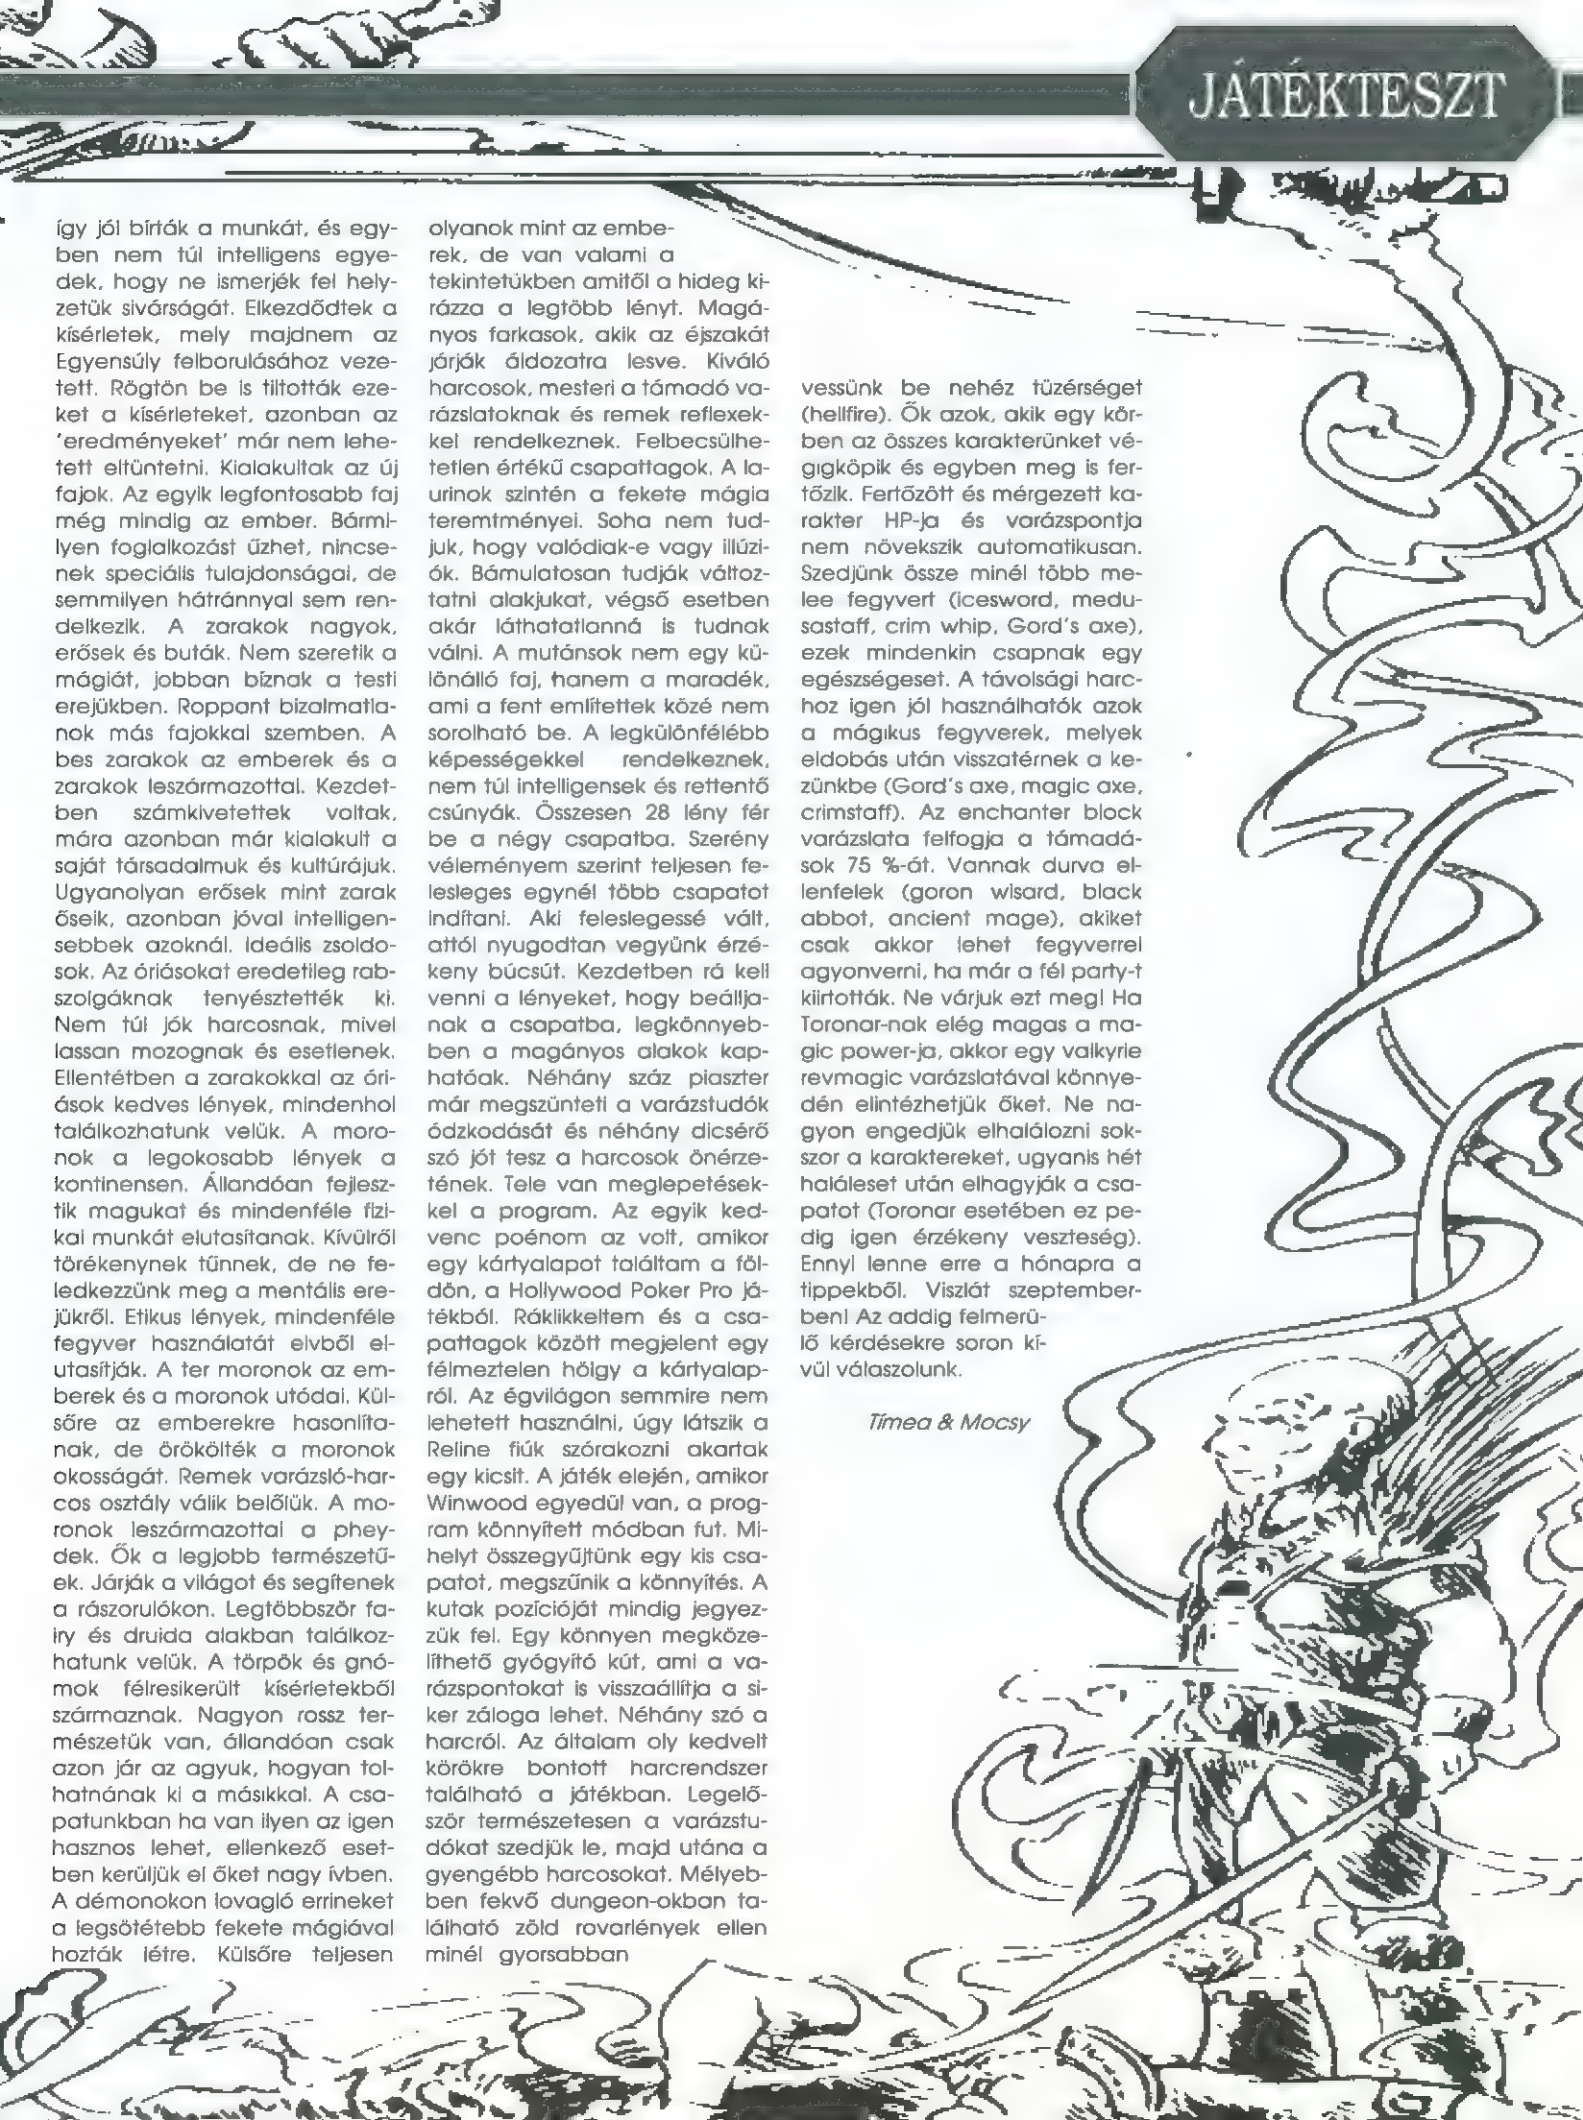 JÁTÉKTESZT
így jól bírták a munkát, és egy-
ben nem túl intelligens egye-
dek, hogy ne ismerjék fel hely-
zetük sivárságát. Elkezdődtek a
kísérletek, mely majdnem az
Egyensúly felborulásához veze-
tett. Rögtön be is tiltották eze-
ket a kísérleteket, azonban az
'eredményeket' már nem lehe-
tett eltüntetni. Kialakultak az új
fajok. Az egyik legfontosabb faj
még mindig az ember. Bármi-
lyen foglalkozást űzhet, nincse-
nek speciális tulajdonságai, de
semmilyen hátránnyal sem ren-
delkezik. A zarakok nagyok,
erősek és buták. Nem szeretik a
mágiát, jobban bíznak a testi
erejükben. Roppant bizalmatla-
nok más fajokkal szemben. A
bes zarakok az emberek és a
zarakok leszármazottai. Kezdet-
ben számkivetettek voltak,
mára azonban már kialakult a
saját társadalmuk és kultúrájuk.
Ugyanolyan erősek mint zarak
őseik, azonban jóval intelligen-
sebbek azoknál. Ideális zsoldo-
sok. Az óriásokat eredetileg rab-
szolgáknak tenyésztették ki.
Nem túl jók harcosnak, mivel
lassan mozognak és esetlenek.
Ellentétben a zarakokkal az óri-
ások kedves lények, mindenhol
találkozhatunk velük. A moro-
nok a legokosabb lények a
kontinensen. Állandóan fejlesz-
tik magukat és mindenféle fizi-
kai munkát elutasítanak. Kívülről
törékenynek tűnnek, de ne fe-
ledkezzünk meg a mentális ere-
jükről. Etikus lények, mindenféle
fegyver használatát elvből el-
utasítják. A ter moronok az em-
berek és a moronok utódai. Kül-
sőre az emberekre hasonlíta-
nak, de örökölték a moronok
okosságát. Remek varázsló-har-
cos osztály válik belőlük. A mo-
ronok leszármazottai a phey-
dek. Ők a legjobb természetű-
ek. Járják a világot és segítenek
a rászorulókon. Legtöbbször fa-
iry és druida alakban találkoz-
hatunk velük. A törpök és gnó-
mok félresikerült kísérletekből
származnak. Nagyon rossz ter-
mészetük van, állandóan csak
azon jár az agyuk, hogyan tol-
hatnának ki a másikkal. A csa-
patunkban ha van ilyen az igen
hasznos lehet, ellenkező eset-
ben kerüljük el őket nagy ívben.
A démonokon lovagló errineket
a legsötétebb fekete mágiával
hozták létre. Külsőre teljesen
olyanok mint az embe-
rek, de van valami a
tekintetükben amitől a hideg ki-
rázza a legtöbb lényt. Magá-
nyos farkasok, akik az éjszakát
járják áldozatra lesve. Kiváló
harcosok, mesteri a támadó va-
rázslatoknak és remek reflexek-
kel rendelkeznek. Felbecsülhe-
tetlen értékű csapattagok. A la-
urinok szintén a fekete mágia
teremtményei. Soha nem tud-
juk, hogy valódiak-e vagy illúzi-
ók. Bámulatosan tudják változ-
tatni alakjukat, végső esetben
akár láthatatlanná is tudnak
válni. A mutánsok nem egy kü-
lönálló faj, hanem a maradék,
ami a fent említettek közé nem
sorolható be. A legkülönfélébb
képességekkel rendelkeznek,
nem túl intelligensek és rettentő
csúnyák. Összesen 28 lény fér
be a négy csapatba. Szerény
véleményem szerint teljesen fe-
lesleges egynél több csapatot
indítani. Aki feleslegessé vált,
attól nyugodtan vegyünk érzé-
keny búcsút. Kezdetben rá kell
venni a lényeket, hogy beállja-
nak a csapatba, legkönnyeb-
ben a magányos alakok kap-
hatóak. Néhány száz piaszter
már megszünteti a varázstudók
ódzkodását és néhány dicsérő
szó jót tesz a harcosok önérze-
tének. Tele van meglepetések-
kel a program. Az egyik ked-
venc poénom az volt, amikor
egy kártyalapot találtam a föl-
dön, a Hollywood Poker Pro já-
tékból. Ráklikkeltem és a csa-
pattagok között megjelent egy
félmeztelen hölgy a kártyalap-
ról. Az égvilágon semmire nem
lehetett használni, úgy látszik a
Reline fiúk szórakozni akartak
egy kicsit. A játék elején, amikor
Winwood egyedül van, a prog-
ram könnyített módban fut. Mi-
helyt összegyűjtünk egy kis csa-
patot, megszűnik a könnyítés. A
kutak pozícióját mindig jegyez-
zük fel. Egy könnyen megköze-
líthető gyógyító kút, ami a va-
rázspontokat is visszaállítja a si-
ker záloga lehet. Néhány szó a
harcról. Az általam oly kedvelt
körökre bontott harcrendszer
található a játékban. Legelő-
ször természetesen a varázstu-
dókat szedjük le, majd utána a
gyengébb harcosokat. Mélyeb-
ben fekvő dungeon-okban ta-
lálható zöld rovarlények ellen
minél gyorsabban
vessünk be nehéz tüzérséget
(hellfire). Ők azok, akik egy kör-
ben az összes karakterünket vé-
gigköpik és egyben meg is fer-
tőzik. Fertőzött és mérgezett ka-
rakter HP-ja és varázspontja
nem növekszik automatikusan.
Szedjünk össze minél több me-
lee fegyvert (icesword, medu-
sastaff, crim whip, Gord's axe),
ezek mindenkin csapnak egy
egészségeset. A távolsági harc-
hoz igen jól használhatók azok
a mágikus fegyverek, melyek
eldobás után visszatérnek a ke-
zünkbe (Gord's axe, magic axe,
crimstaff). Az enchanter block
varázslata felfogja a támadá-
sok 75 %-át. Vannak durva el-
lenfelek (goron wisard, black
abbot, ancient mage), akiket
csak akkor lehet fegyverrel
agyonverni, ha már a fél party-t
kiirtották. Ne várjuk ezt meg! Ha
Toronar-nak elég magas a ma-
gic power-ja, akkor egy valkyrie
revmagic varázslatával könnye-
dén elintézhetjük őket. Ne na-
gyon engedjük elhalálozni sok-
szor a karaktereket, ugyanis hét
haláleset után elhagyják a csa-
patot (Toronar esetében ez pe-
dig igen érzékeny veszteség).
Ennyi lenne erre a hónapra a
tippekből. Viszlát szeptember-
ben! Az addig felmerü-
lő kérdésekre soron kí-
vül válaszolunk.
Tímea & Mocsy